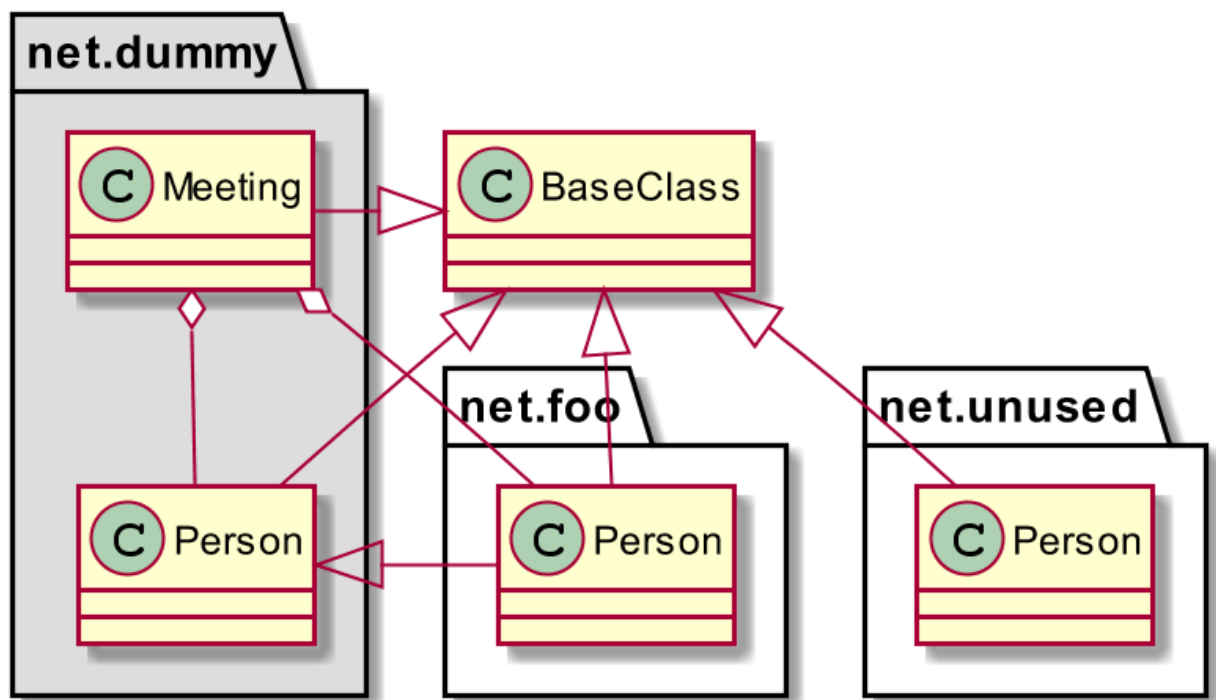 net.dummy
C Meeting
C BaseClass
net.foo
net.unused
C Person
C Person
C Person